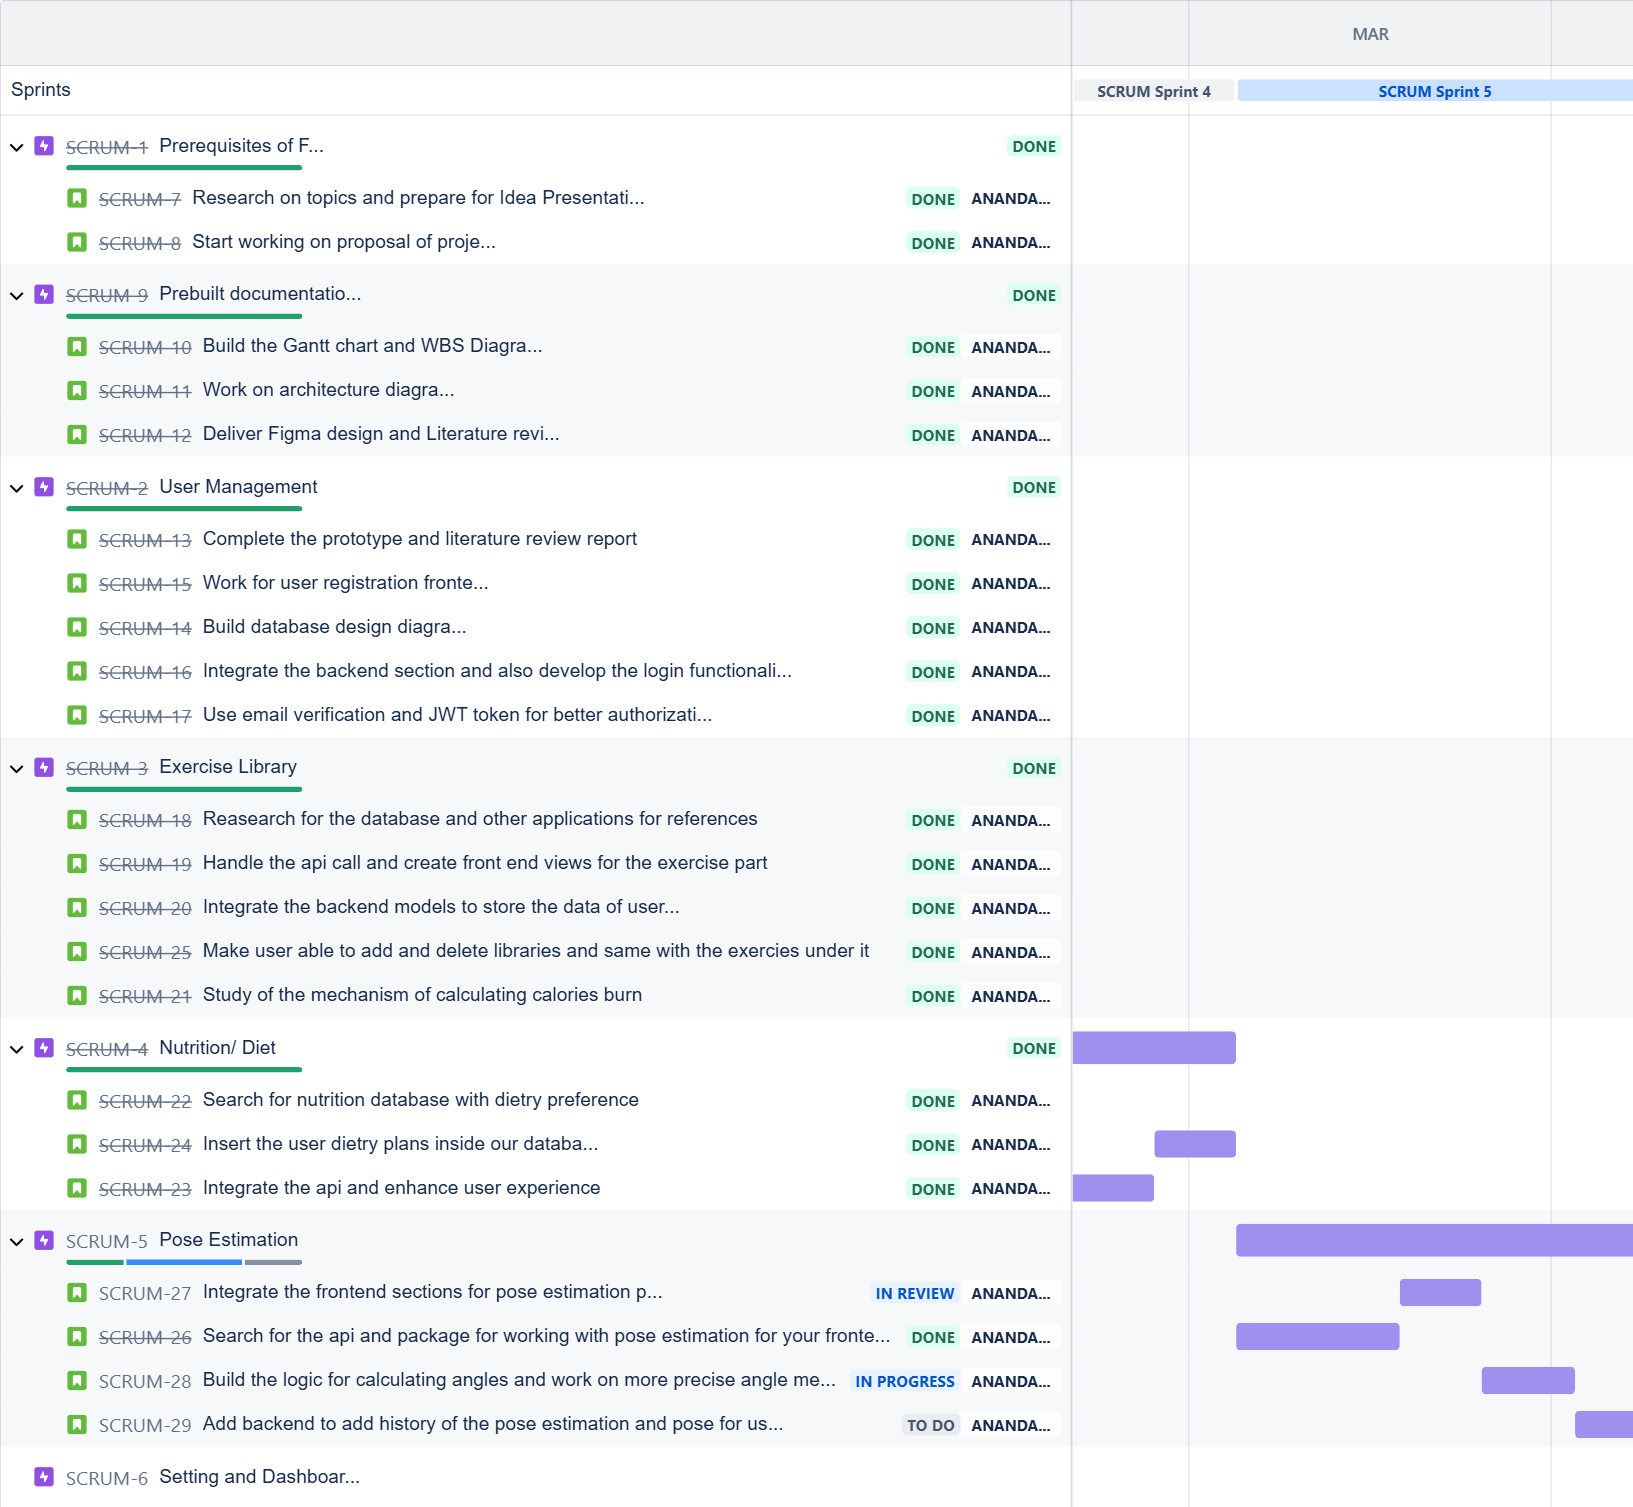 MAR
Sprints
SCRUM Sprint 4 SCRUM Sprint 5
SCRUM-1 Prerequisites of F... DONE
SCRUM-7 Research on topics and prepare for Idea Presentati... DONE ANANDA...
SCRUM-8 Start working on proposal of proje... DONE ANANDA...
SCRUM-9 Prebuilt documentatio... DONE
SCRUM-10 Build the Gantt chart and WBS Diagra... DONE ANANDA...
SCRUM-11 Work on architecture diagra... DONE ANANDA...
SCRUM-12 Deliver Figma design and Literature revi... DONE ANANDA...
SCRUM-2 User Management DONE
SCRUM-13 Complete the prototype and literature review report DONE ANANDA...
SCRUM-15 Work for user registration fronte... DONE ANANDA...
SCRUM-14 Build database design diagra... DONE ANANDA...
SCRUM-16 Integrate the backend section and also develop the login functionali... DONE ANANDA...
SCRUM-17 Use email verification and JWT token for better authorizati... DONE ANANDA...
SCRUM-3 Exercise Library DONE
SCRUM-18 Reasearch for the database and other applications for references DONE ANANDA...
SCRUM-19 Handle the api call and create front end views for the exercise part DONE ANANDA...
SCRUM-20 Integrate the backend models to store the data of user... DONE ANANDA...
SCRUM-25 Make user able to add and delete libraries and same with the exercies under it DONE ANANDA...
SCRUM-21 Study of the mechanism of calculating calories burn DONE ANANDA...
SCRUM-4 Nutrition/ Diet DONE
SCRUM-22 Search for nutrition database with dietry preference DONE ANANDA...
SCRUM-24 Insert the user dietry plans inside our databa... DONE ANANDA...
SCRUM-23 Integrate the api and enhance user experience DONE ANANDA...
SCRUM-5 Pose Estimation
SCRUM-27 Integrate the frontend sections for pose estimation p... IN REVIEW ANANDA...
SCRUM-26 Search for the api and package for working with pose estimation for your fronte... DONE ANANDA...
SCRUM-28 Build the logic for calculating angles and work on more precise angle me... IN PROGRESS ANANDA...
SCRUM-29 Add backend to add history of the pose estimation and pose for us... TO DO ANANDA...
SCRUM-6 Setting and Dashboar...